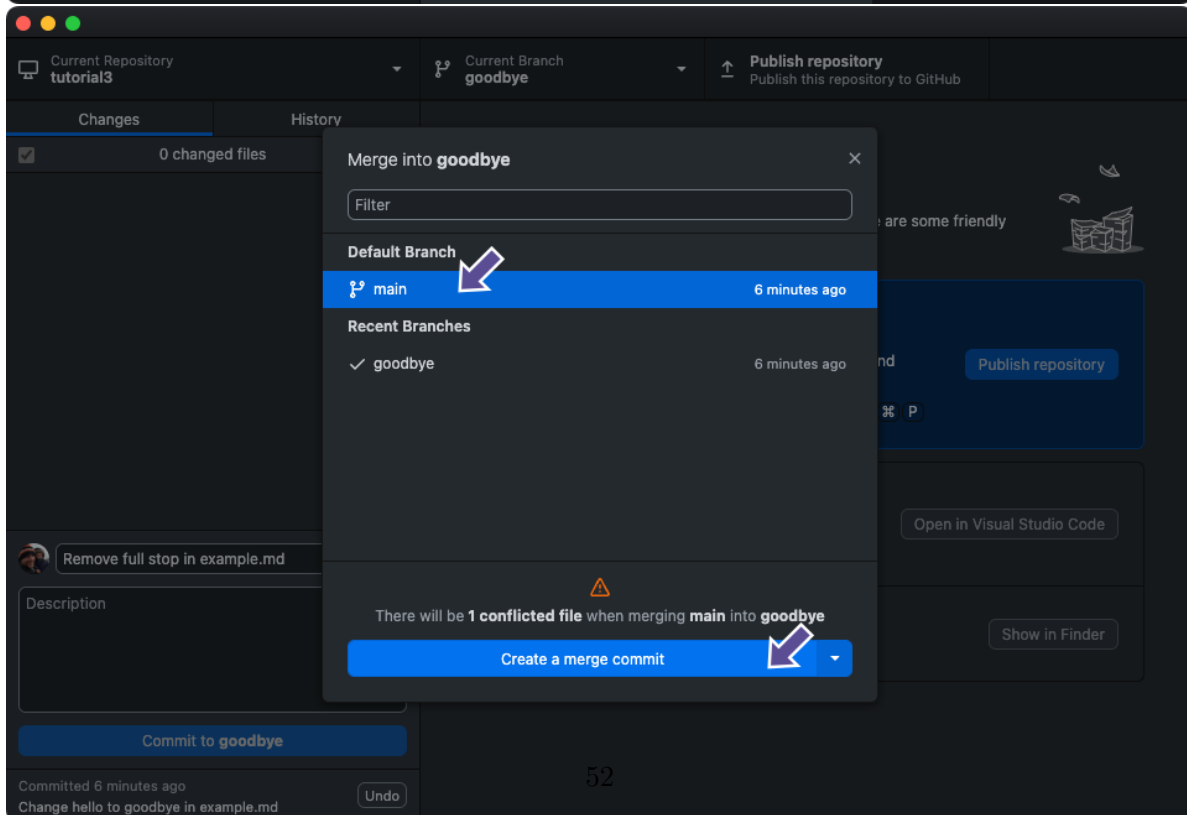 Current Repository
tutorial3
Current Branch
goodbye
Publish repository
Publish this repository to GitHub
Changes
History
0 changed files
Merge into goodbye
Filter
are some friendly
Default Branch
main
6 minutes ago
Recent Branches
goodbye
6 minutes ago
nd
Publish repository
⌘ P
Open in Visual Studio Code
Remove full stop in example.md
Description
There will be 1 conflicted file when merging main into goodbye
Show in Finder
Create a merge commit
Commit to goodbye
52
Committed 6 minutes ago
Change hello to goodbye in example.md
Undo